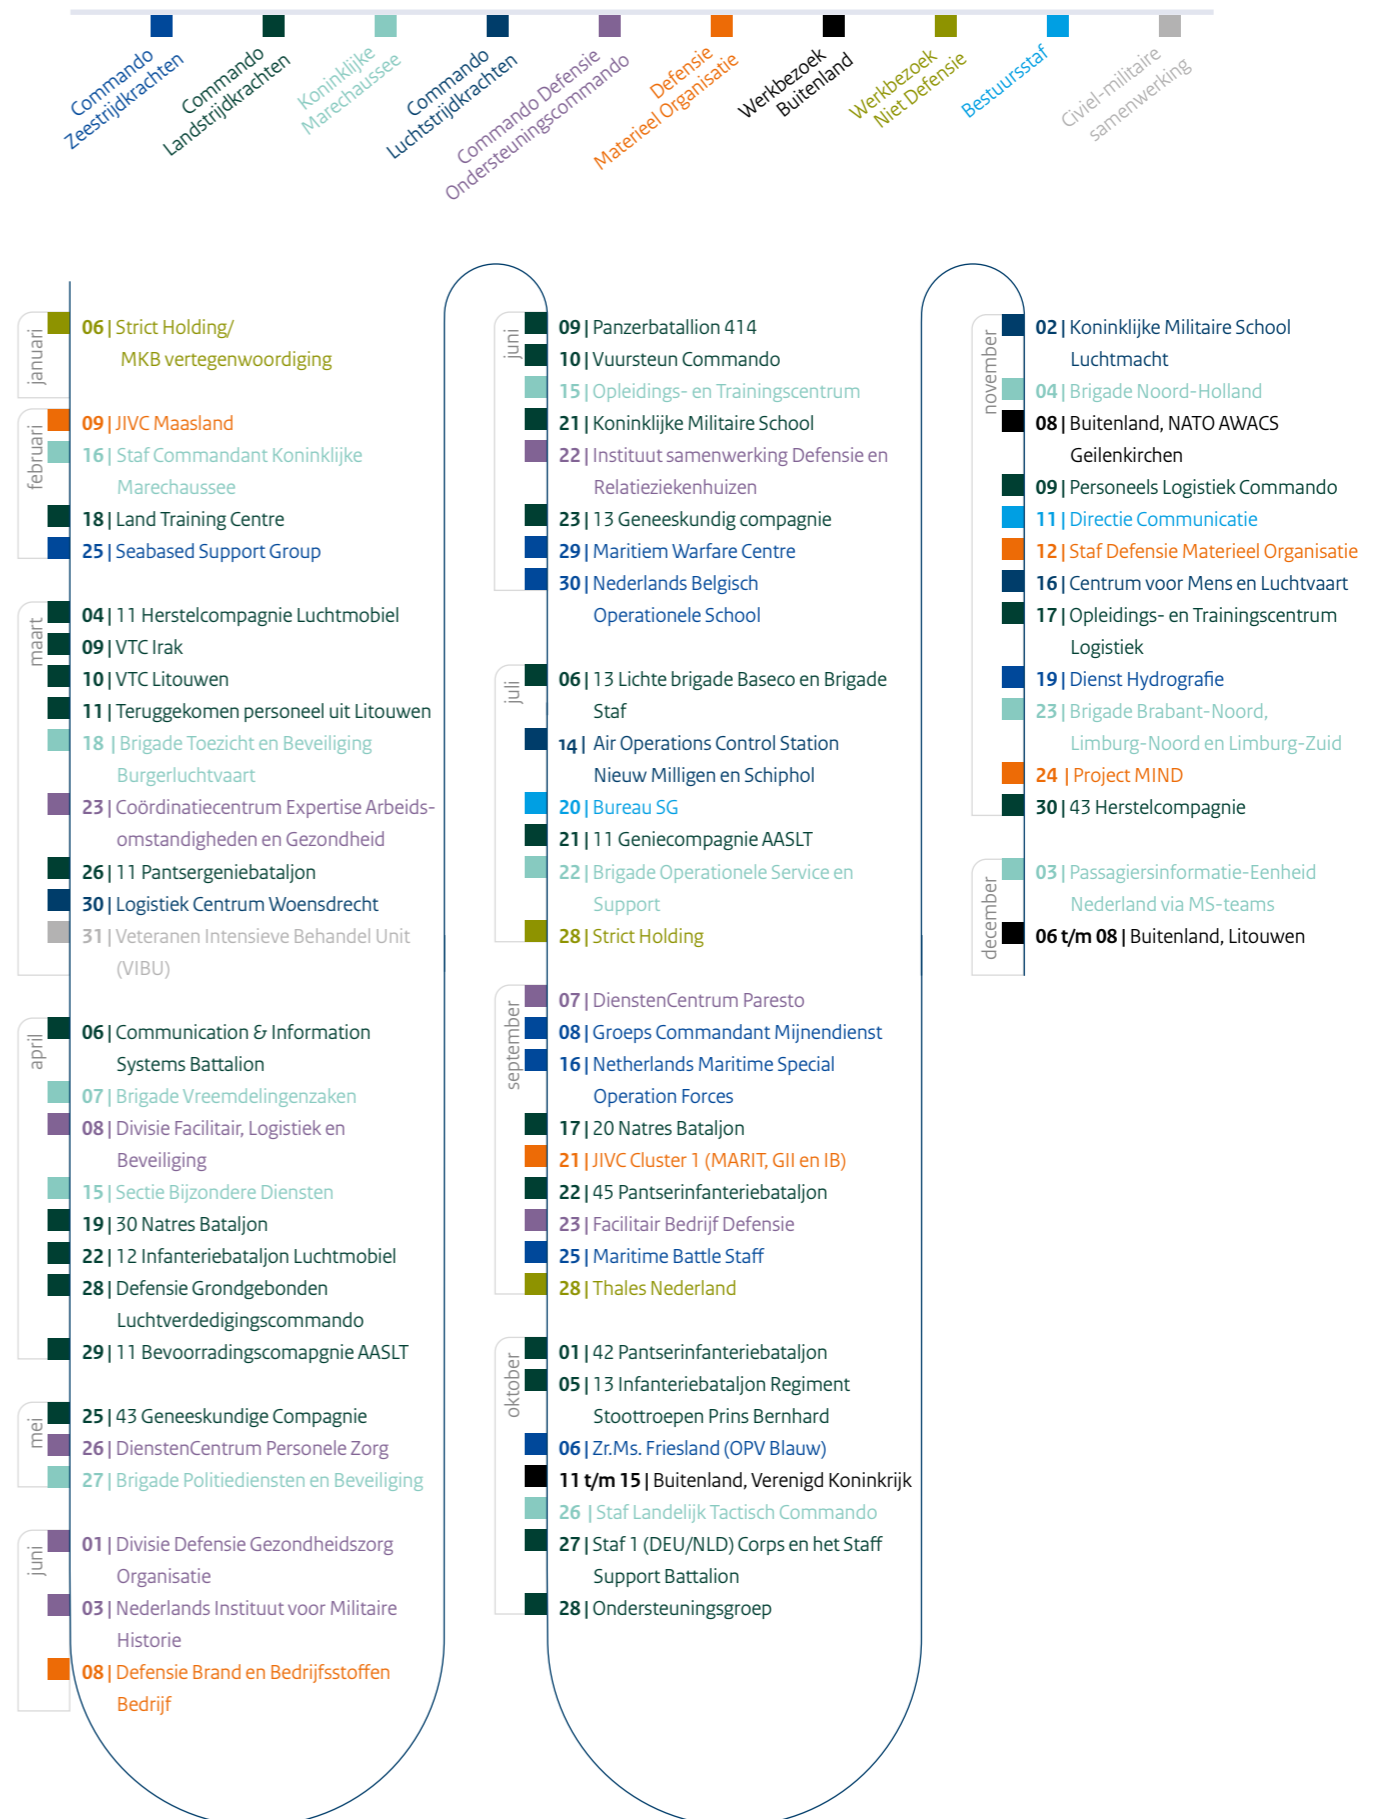 Commando
Zeestrijdkrachten
Commando
Landstrijdkrachten
Koninklijke
Marechaussee
Commando
Luchtstrijdkrachten
Commando Defensie
Ondersteuningscommando
Defensie
Materieel Organisatie
Werkbezoek
Buitenland
Werkbezoek
Niet Defensie
Bestuursstaf
Civiel-militaire
samenwerking
januari
06 | Strict Holding/
MKB vertegenwoordiging
februari
09 | JIVC Maasland
16 | Staf Commandant Koninklijke
Marechaussee
18 | Land Training Centre
25 | Seabased Support Group
maart
04 | 11 Herstelcompagnie Luchtmobiel
09 | VTC Irak
10 | VTC Litouwen
11 | Teruggekomen personeel uit Litouwen
18 | Brigade Toezicht en Beveiliging
Burgerluchtvaart
23 | Coördinatiecentrum Expertise Arbeids-
omstandigheden en Gezondheid
26 | 11 Pantsergeniebataljon
30 | Logistiek Centrum Woensdrecht
31 | Veteranen Intensieve Behandel Unit
(VIBU)
april
06 | Communication & Information
Systems Battalion
07 | Brigade Vreemdelingenzaken
08 | Divisie Facilitair, Logistiek en
Beveiliging
15 | Sectie Bijzondere Diensten
19 | 30 Natres Bataljon
22 | 12 Infanteriebataljon Luchtmobiel
28 | Defensie Grondgebonden
Luchtverdedigingscommando
29 | 11 Bevoorradingscomapgnie AASLT
mei
25 | 43 Geneeskundige Compagnie
26 | DienstenCentrum Personele Zorg
27 | Brigade Politiediensten en Beveiliging
juni
01 | Divisie Defensie Gezondheidszorg
Organisatie
03 | Nederlands Instituut voor Militaire
Historie
08 | Defensie Brand en Bedrijfsstoffen
Bedrijf
juni
09 | Panzerbatallion 414
10 | Vuursteun Commando
15 | Opleidings- en Trainingscentrum
21 | Koninklijke Militaire School
22 | Instituut samenwerking Defensie en
Relatieziekenhuizen
23 | 13 Geneeskundig compagnie
29 | Maritiem Warfare Centre
30 | Nederlands Belgisch
Operationele School
juli
06 | 13 Lichte brigade Baseco en Brigade
Staf
14 | Air Operations Control Station
Nieuw Milligen en Schiphol
20 | Bureau SG
21 | 11 Geniecompagnie AASLT
22 | Brigade Operationele Service en
Support
28 | Strict Holding
september
07 | DienstenCentrum Paresto
08 | Groeps Commandant Mijnendienst
16 | Netherlands Maritime Special
Operation Forces
17 | 20 Natres Bataljon
21 | JIVC Cluster 1 (MARIT, GII en IB)
22 | 45 Pantserinfanteriebataljon
23 | Facilitair Bedrijf Defensie
25 | Maritime Battle Staff
28 | Thales Nederland
oktober
01 | 42 Pantserinfanteriebataljon
05 | 13 Infanteriebataljon Regiment
Stoottroepen Prins Bernhard
06 | Zr.Ms. Friesland (OPV Blauw)
11 t/m 15 | Buitenland, Verenigd Koninkrijk
26 | Staf Landelijk Tactisch Commando
27 | Staf 1 (DEU/NLD) Corps en het Staff
Support Battalion
28 | Ondersteuningsgroep
november
02 | Koninklijke Militaire School
Luchtmacht
04 | Brigade Noord-Holland
08 | Buitenland, NATO AWACS
Geilenkirchen
09 | Personeels Logistiek Commando
11 | Directie Communicatie
12 | Staf Defensie Materieel Organisatie
16 | Centrum voor Mens en Luchtvaart
17 | Opleidings- en Trainingscentrum
Logistiek
19 | Dienst Hydrografie
23 | Brigade Brabant-Noord,
Limburg-Noord en Limburg-Zuid
24 | Project MIND
30 | 43 Herstelcompagnie
december
03 | Passagiersinformatie-Eenheid
Nederland via MS-teams
06 t/m 08 | Buitenland, Litouwen